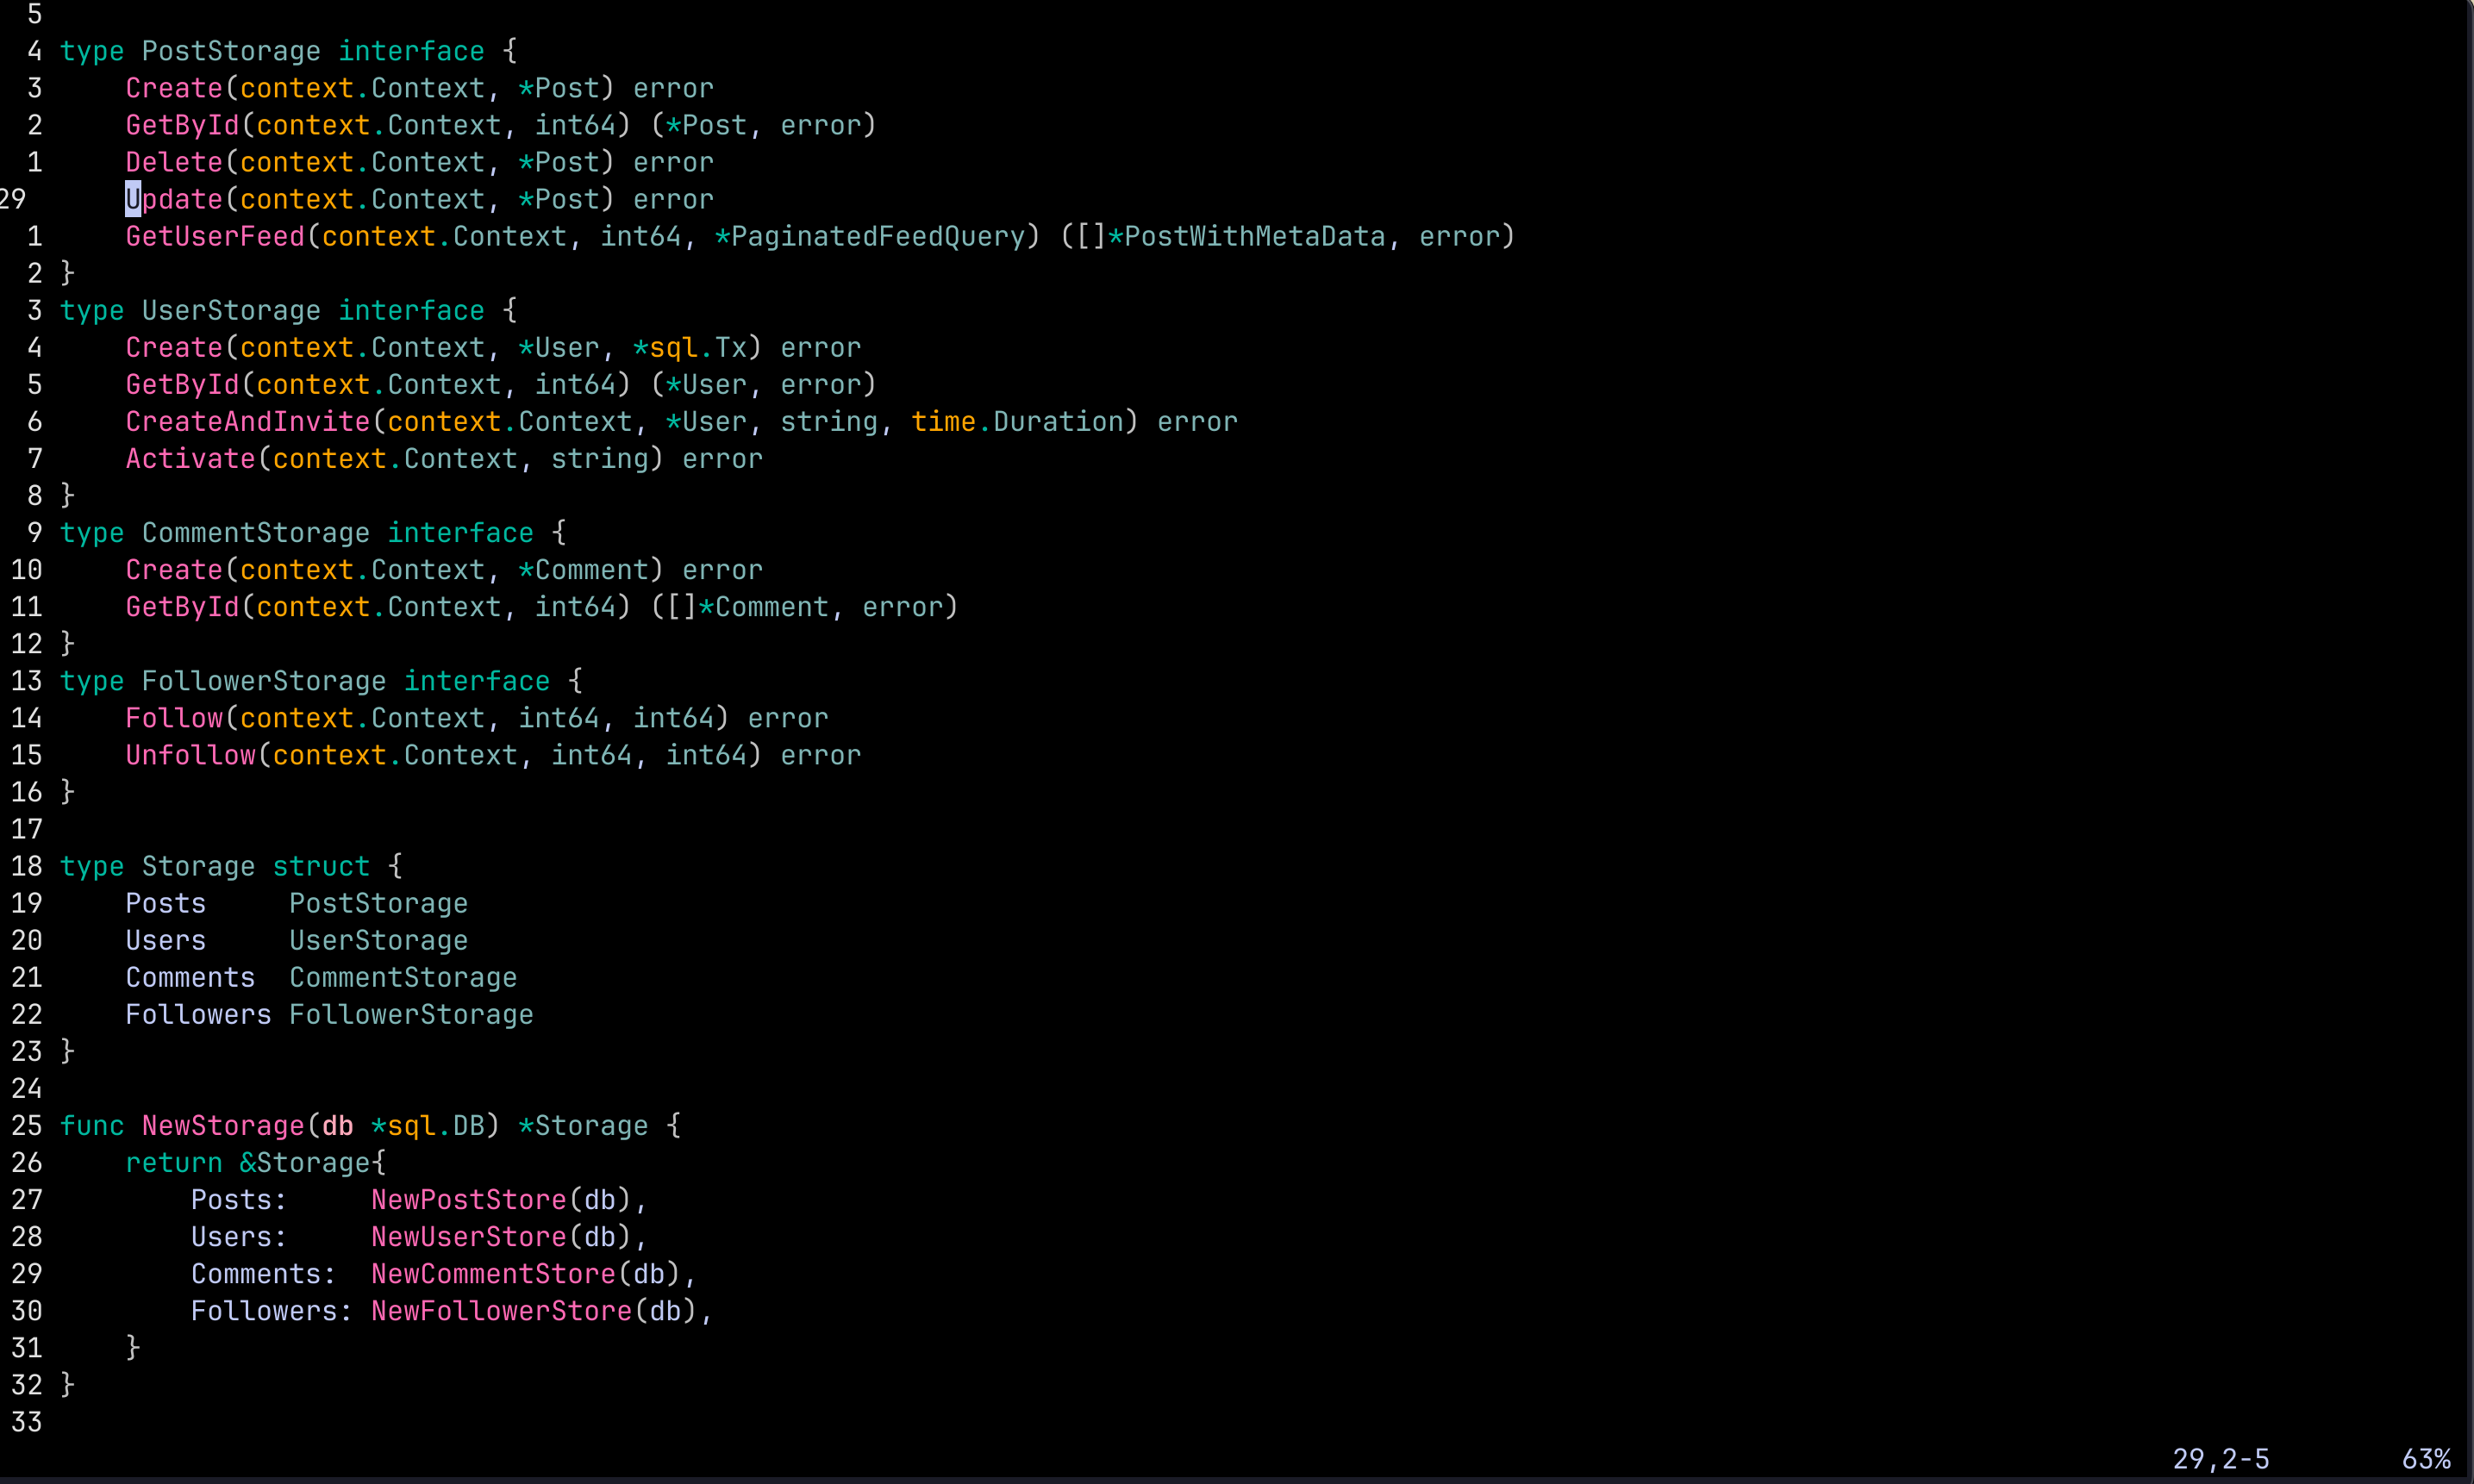 5
4 type PostStorage interface {
3     Create(context.Context, *Post) error
2     GetById(context.Context, int64) (*Post, error)
1     Delete(context.Context, *Post) error
29     Update(context.Context, *Post) error
1     GetUserFeed(context.Context, int64, *PaginatedFeedQuery) ([]*PostWithMetaData, error)
2 }
3 type UserStorage interface {
4     Create(context.Context, *User, *sql.Tx) error
5     GetById(context.Context, int64) (*User, error)
6     CreateAndInvite(context.Context, *User, string, time.Duration) error
7     Activate(context.Context, string) error
8 }
9 type CommentStorage interface {
10     Create(context.Context, *Comment) error
11     GetById(context.Context, int64) ([]*Comment, error)
12 }
13 type FollowerStorage interface {
14     Follow(context.Context, int64, int64) error
15     Unfollow(context.Context, int64, int64) error
16 }
17
18 type Storage struct {
19     Posts     PostStorage
20     Users     UserStorage
21     Comments  CommentStorage
22     Followers FollowerStorage
23 }
24
25 func NewStorage(db *sql.DB) *Storage {
26     return &Storage{
27         Posts:     NewPostStore(db),
28         Users:     NewUserStore(db),
29         Comments:  NewCommentStore(db),
30         Followers: NewFollowerStore(db),
31     }
32 }
33
29,2-5 63%